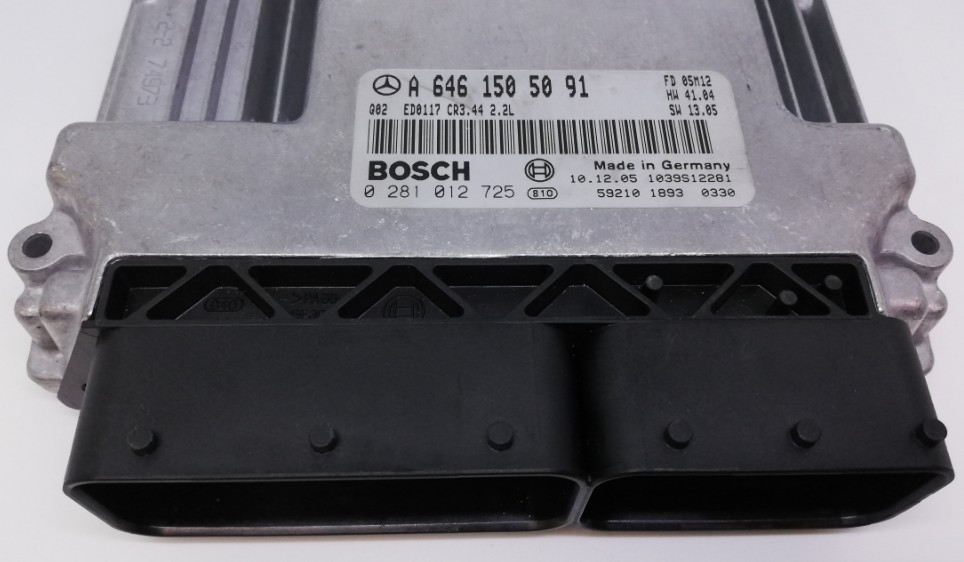 A 646 150 50 91
FD 05M12
HW 41.04
G02 ED0117 CR3.44 2.2L
SW 13.05
BOSCH
Made in Germany
10.12.05 1039S12281
0 281 012 725 810
59210 1893 0330